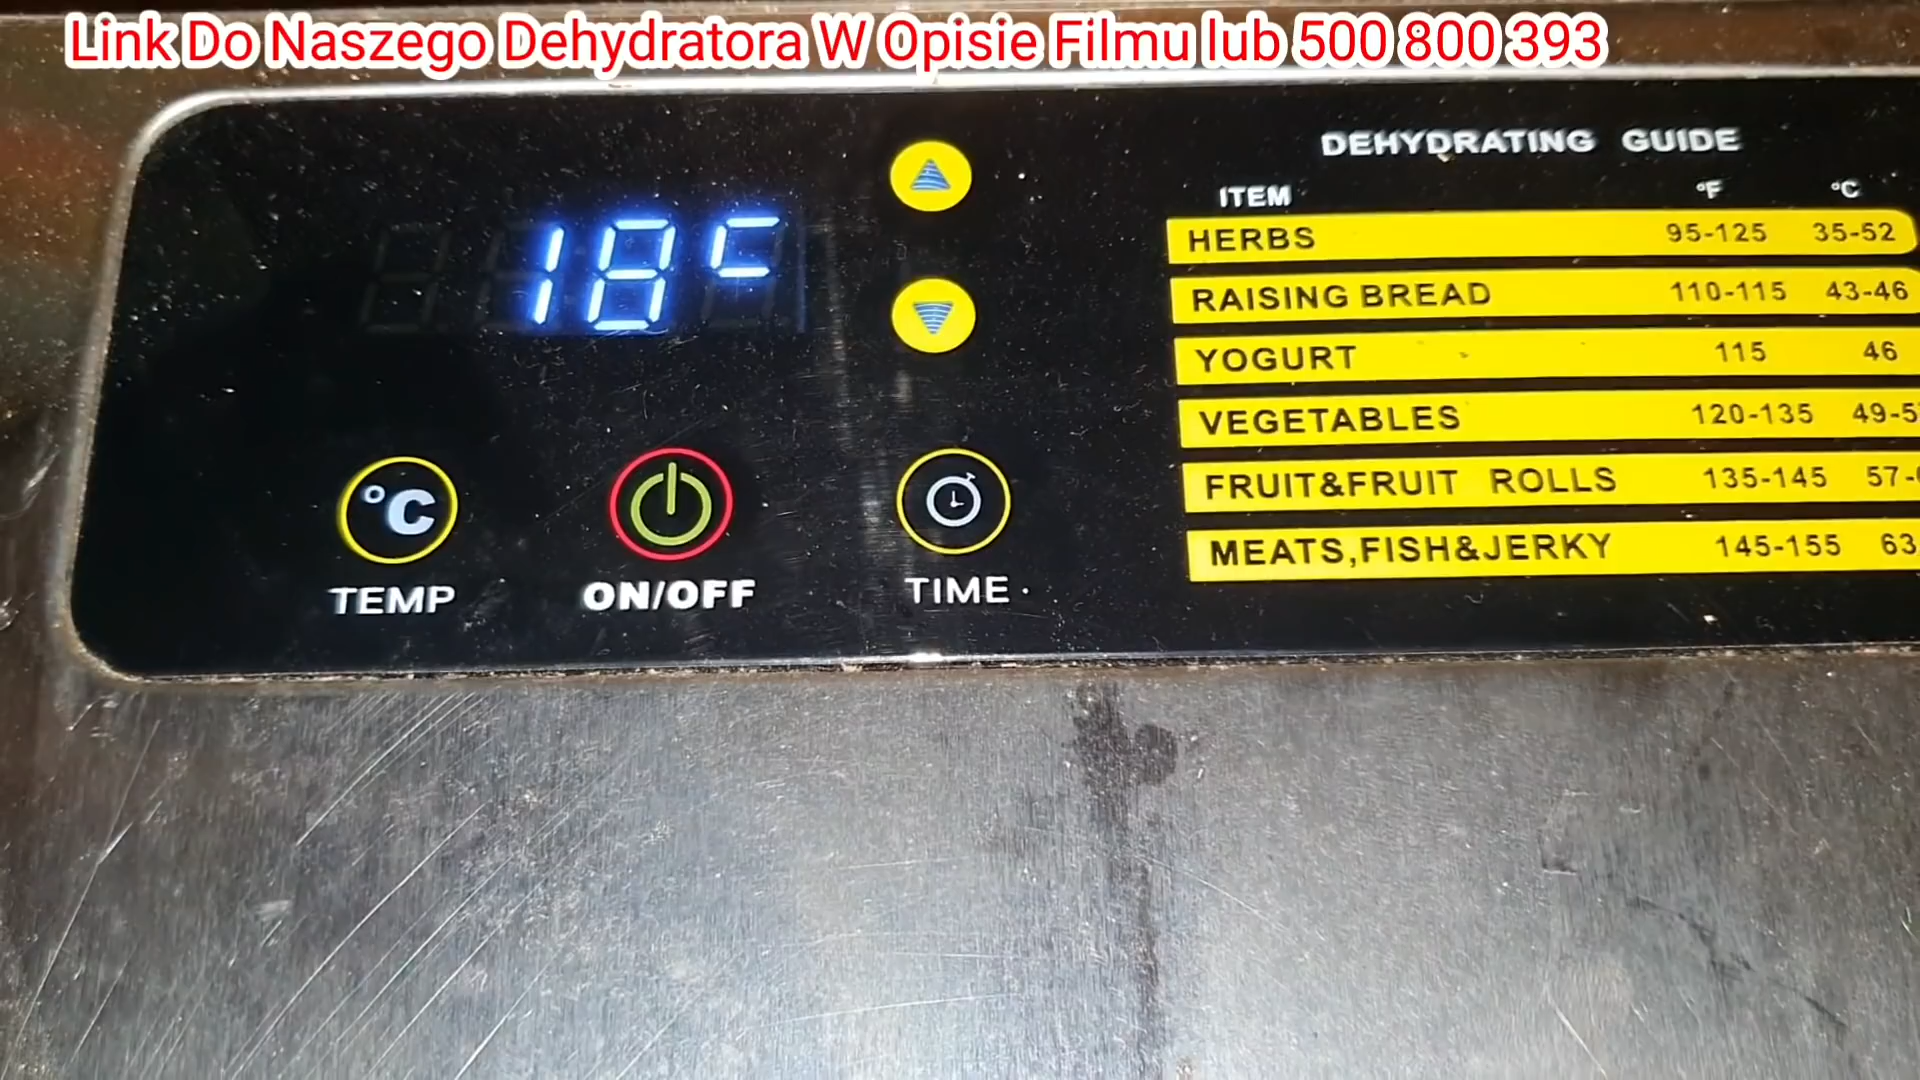 Link Do Naszego Dehydratora W Opisie Filmu lub 500 800 393
18°C
DEHYDRATING GUIDE
ITEM °F °C
HERBS 95-125 35-52
RAISING BREAD 110-115 43-46
YOGURT 115 46
VEGETABLES 120-135 49-5
FRUIT&FRUIT ROLLS 135-145 57-
MEATS,FISH&JERKY 145-155 63
°C
TEMP ON/OFF TIME